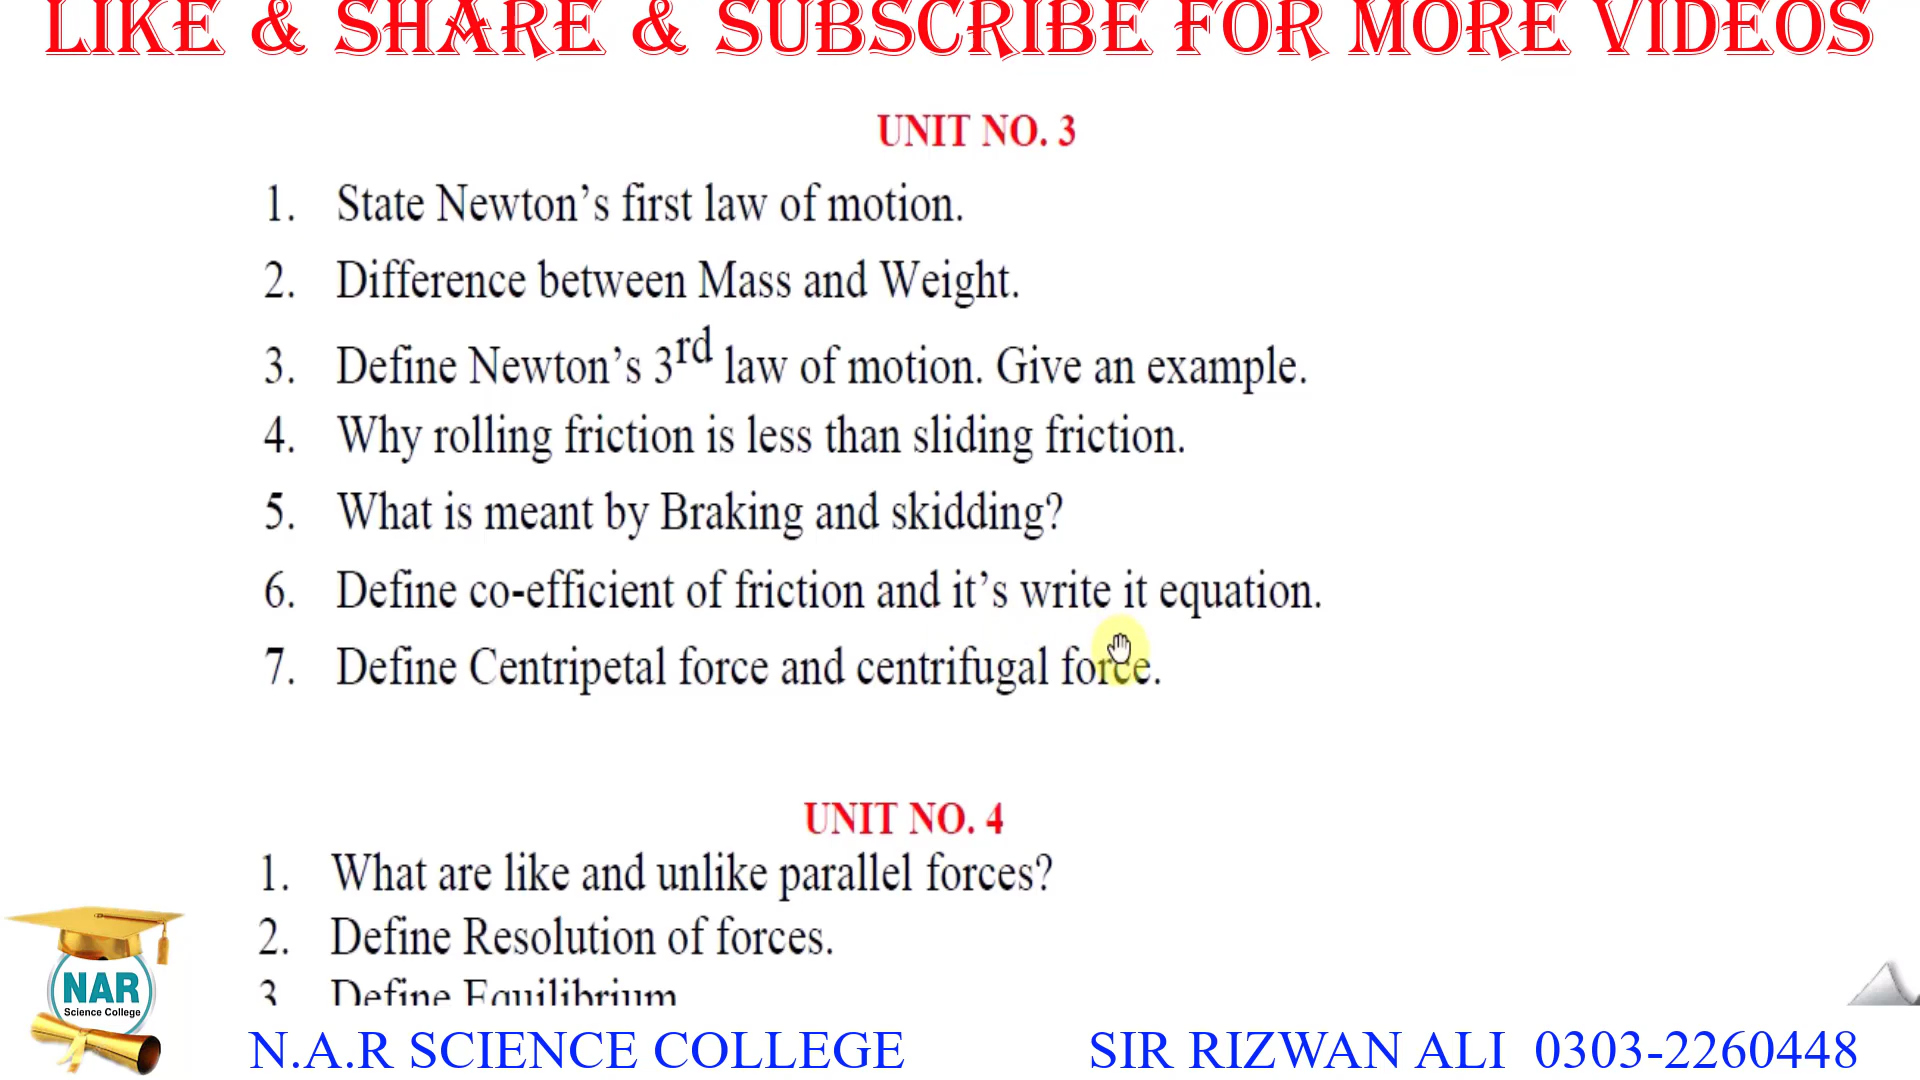 LIKE & SHARE & SUBSCRIBE FOR MORE VIDEOS
UNIT NO. 3
1. State Newton’s first law of motion.
2. Difference between Mass and Weight.
3. Define Newton’s 3rd law of motion. Give an example.
4. Why rolling friction is less than sliding friction.
5. What is meant by Braking and skidding?
6. Define co-efficient of friction and it’s write it equation.
7. Define Centripetal force and centrifugal force.
UNIT NO. 4
1. What are like and unlike parallel forces?
2. Define Resolution of forces.
3 Define Equilibrium
NAR
Science College
N.A.R SCIENCE COLLEGE SIR RIZWAN ALI 0303-2260448